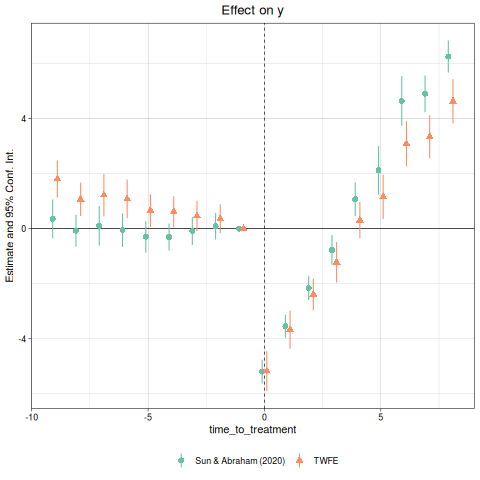 Effect on y
Estimate and 95% Conf. Int.
4
0
-4
-10
-5
0
5
time_to_treatment
Sun & Abraham (2020)
TWFE